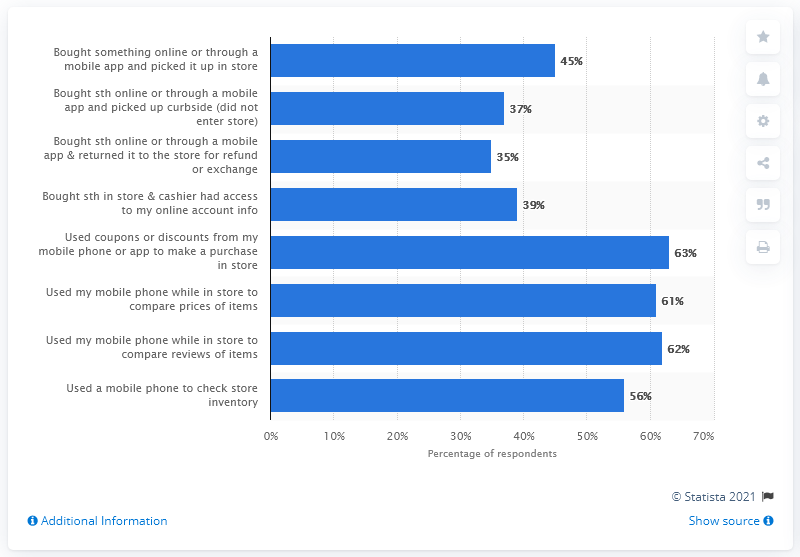 Bought something online or through a
mobile app and picked it up in store
45%
Bought sth online or through a mobile
app and picked up curbside (did not
enter store)
37%
Bought sth online or through a mobile
app & returned it to the store for refund
or exchange
35%
Bought sth in store & cashier had access
to my online account info
39%
Used coupons or discounts from my
mobile phone or app to make a purchase
in store
63%
Used my mobile phone while in store to
compare prices of items
61%
Used my mobile phone while in store to
compare reviews of items
62%
Used a mobile phone to check store
inventory
56%
0% 10% 20% 30% 40% 50% 60% 70%
Percentage of respondents
© Statista 2021
Additional Information
Show source